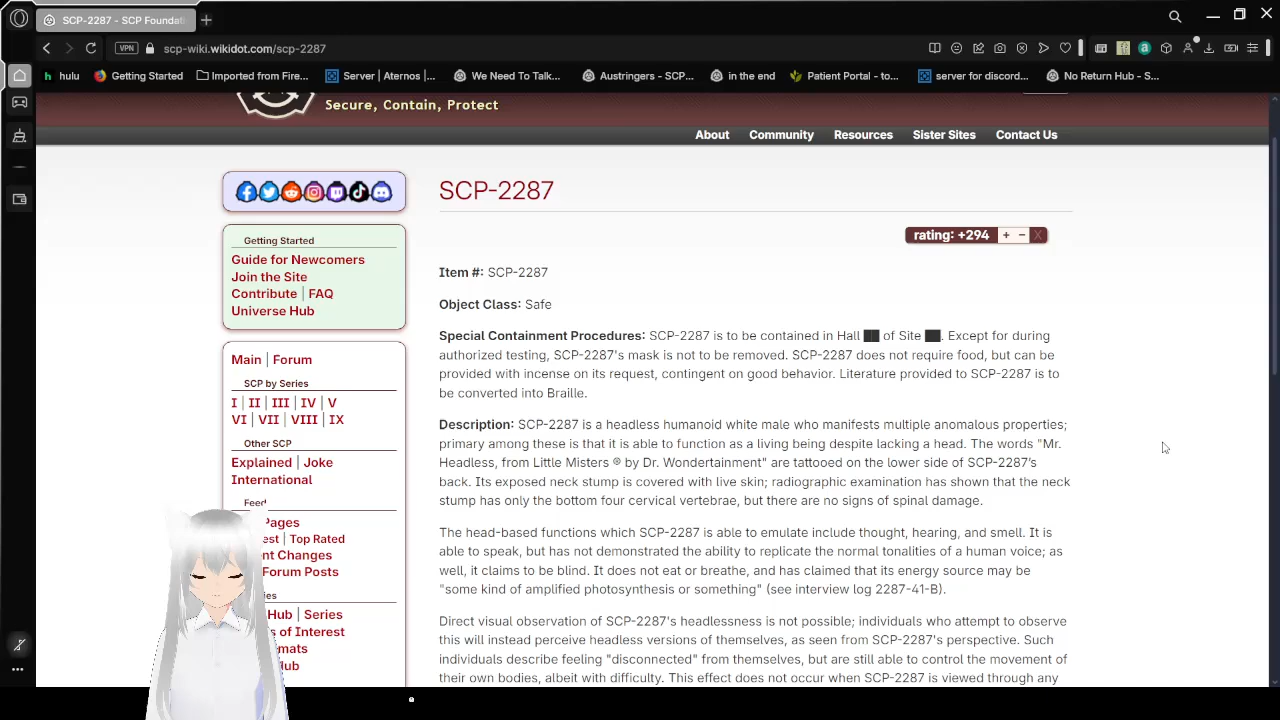 SCP-2287 - SCP Foundat
VPN
scp-wiki.wikidot.com/scp-2287
hulu
Getting Started
Imported from Fire...
Server | Aternos |...
We Need To Talk...
Austringers - SCP...
in the end
Patient Portal - to...
server for discord...
No Return Hub - S...
Secure, Contain, Protect
About
Community
Resources
Sister Sites
Contact Us
SCP-2287
rating: +294 + − X
Getting Started
Guide for Newcomers
Join the Site
Contribute | FAQ
Universe Hub
Main | Forum
SCP by Series
I | II | III | IV | V
VI | VII | VIII | IX
Other SCP
Explained | Joke
International
Feed
Pages
est | Top Rated
nt Changes
Forum Posts
ies
Hub | Series
s of Interest
mats
ub
Item #: SCP-2287
Object Class: Safe
Special Containment Procedures: SCP-2287 is to be contained in Hall ██ of Site ██. Except for during
authorized testing, SCP-2287's mask is not to be removed. SCP-2287 does not require food, but can be
provided with incense on its request, contingent on good behavior. Literature provided to SCP-2287 is to
be converted into Braille.
Description: SCP-2287 is a headless humanoid white male who manifests multiple anomalous properties;
primary among these is that it is able to function as a living being despite lacking a head. The words "Mr.
Headless, from Little Misters ® by Dr. Wondertainment" are tattooed on the lower side of SCP-2287's
back. Its exposed neck stump is covered with live skin; radiographic examination has shown that the neck
stump has only the bottom four cervical vertebrae, but there are no signs of spinal damage.
The head-based functions which SCP-2287 is able to emulate include thought, hearing, and smell. It is
able to speak, but has not demonstrated the ability to replicate the normal tonalities of a human voice; as
well, it claims to be blind. It does not eat or breathe, and has claimed that its energy source may be
"some kind of amplified photosynthesis or something" (see interview log 2287-41-B).
Direct visual observation of SCP-2287's headlessness is not possible; individuals who attempt to observe
this will instead perceive headless versions of themselves, as seen from SCP-2287's perspective. Such
individuals describe feeling "disconnected" from themselves, but are still able to control the movement of
their own bodies, albeit with difficulty. This effect does not occur when SCP-2287 is viewed through any